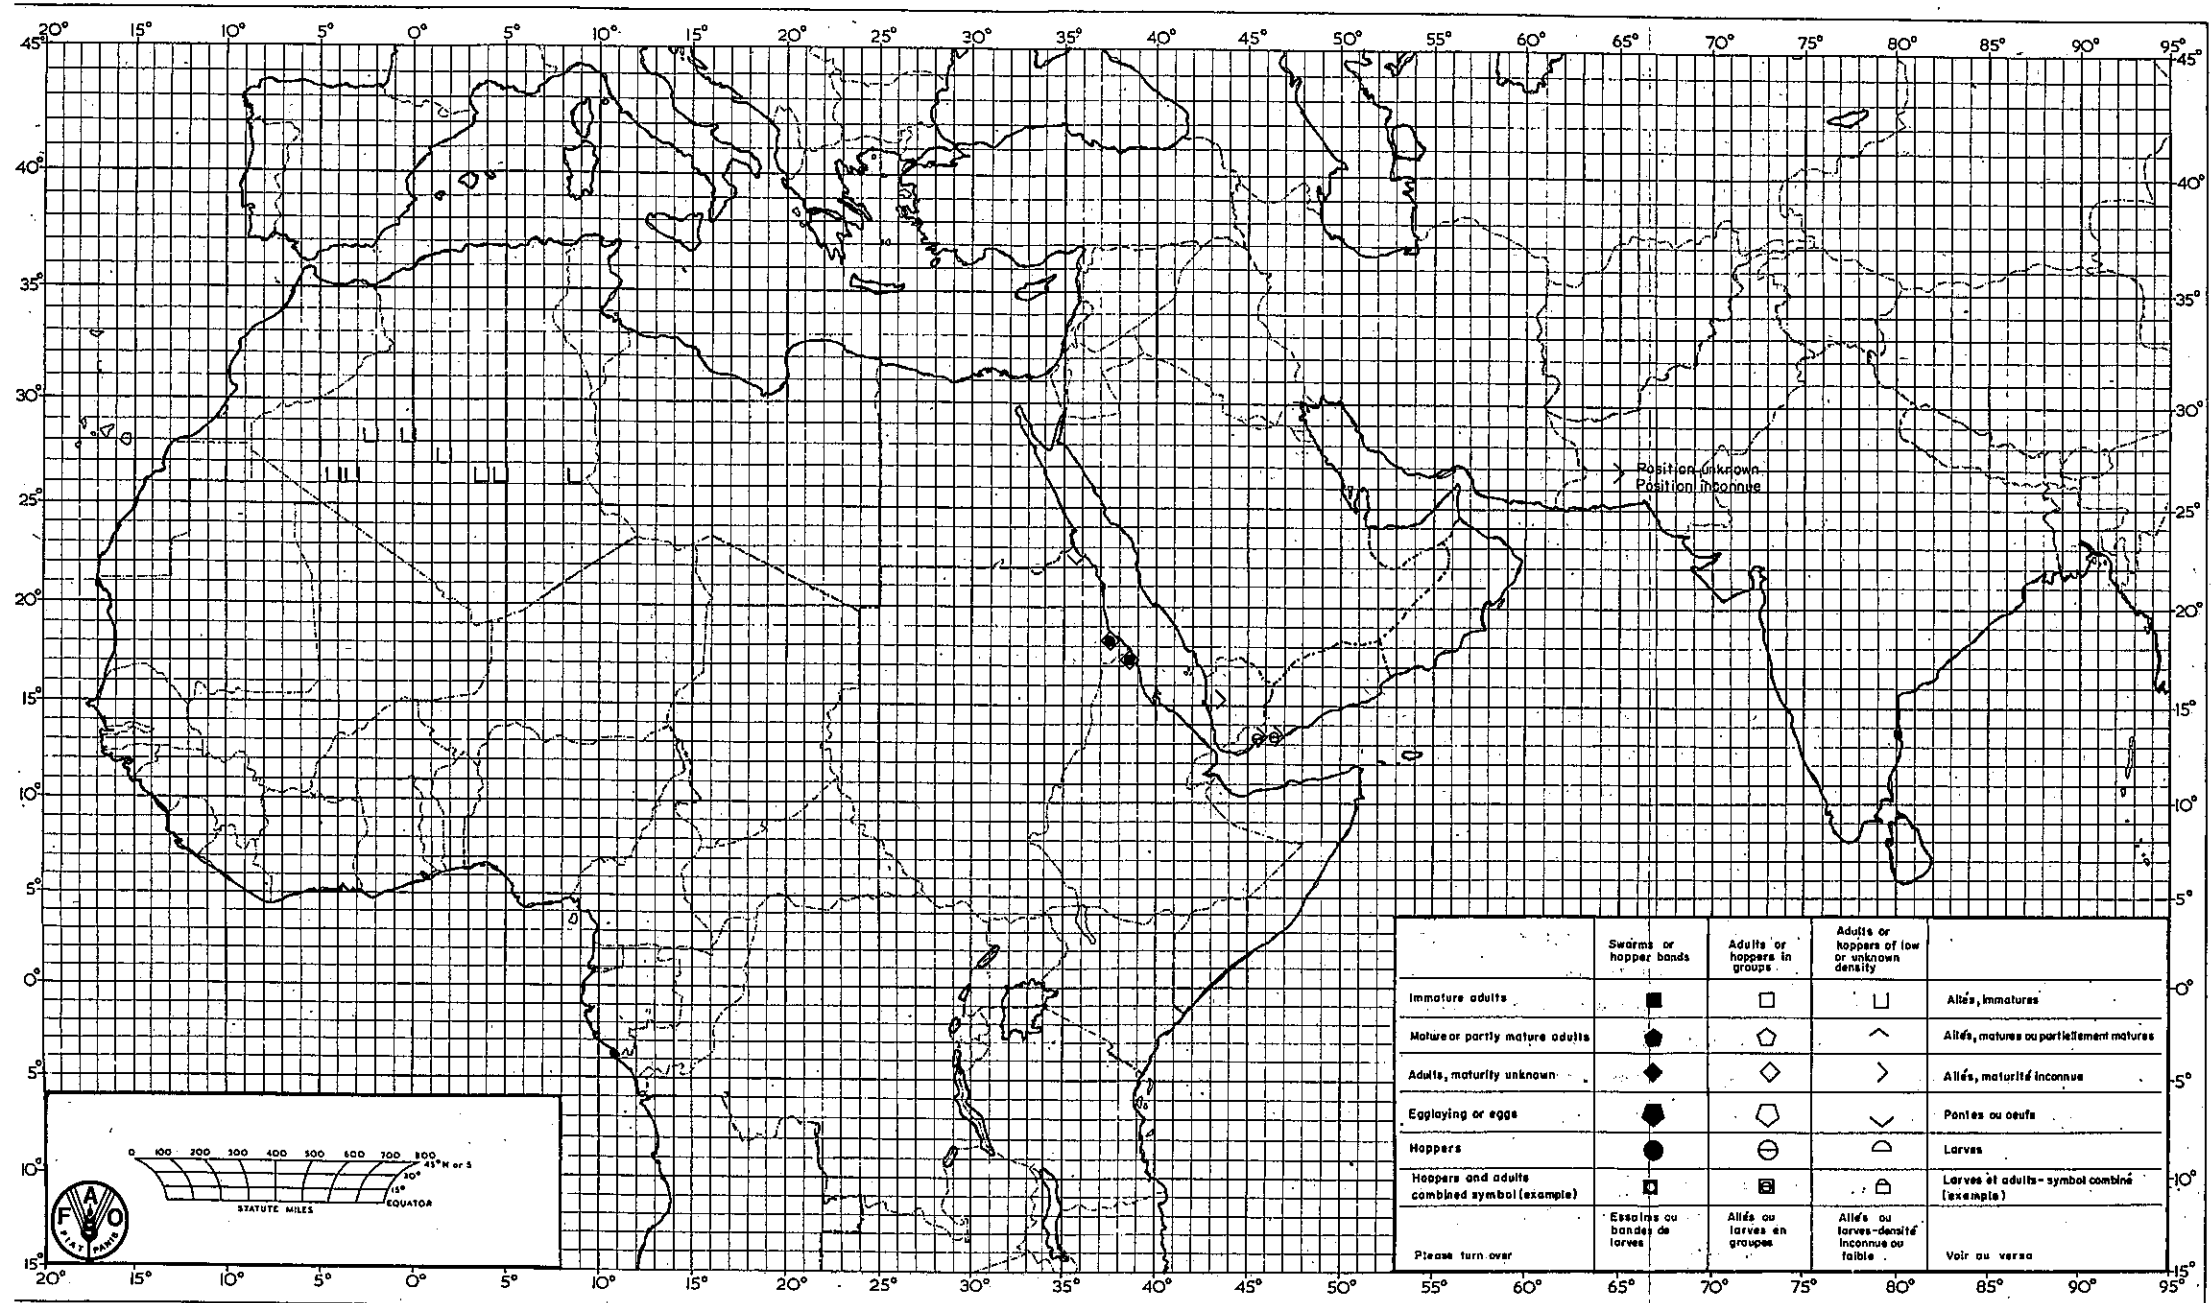 20° 15° 10° 5° 0° 5° 10° 15° 20° 25° 30° 35° 40° 45° 50° 55° 60° 65° 70° 75° 80° 85° 90° 95°
45° 45°
40° 40°
35° 35°
30° 30°
Position unknown
Position inconnue
25° 25°
20° 20°
15° 15°
10° 10°
5° 5°
0° 0°
5° 5°
10° 10°
15° 15°
20° 15° 10° 5° 0° 5° 10° 15° 20° 25° 30° 35° 40° 45° 50° 55° 60° 65° 70° 75° 80° 85° 90° 95°
0 100 200 300 400 500 600 700 800
45° N or S
30°
15°
EQUATOR
STATUTE MILES
F A O
FIAT PANIS
Swarms or
hopper bands
Adults or
hoppers in
groups
Adults or
hoppers of low
or unknown
density
Immature adults
Ailés, immatures
Mature or partly mature adults
Ailés, matures ou partiellement matures
Adults, maturity unknown
Ailés, maturité inconnue
Egglaying or eggs
Pontes ou oeufs
Hoppers
Larves
Hoppers and adults
combined symbol (example)
Larves et adults - symbol combiné
(example)
Please turn over
Essaims ou
bandes de
larves
Ailés ou
larves en
groupes
Ailés ou
larves-densité
inconnue ou
faible
Voir au verso